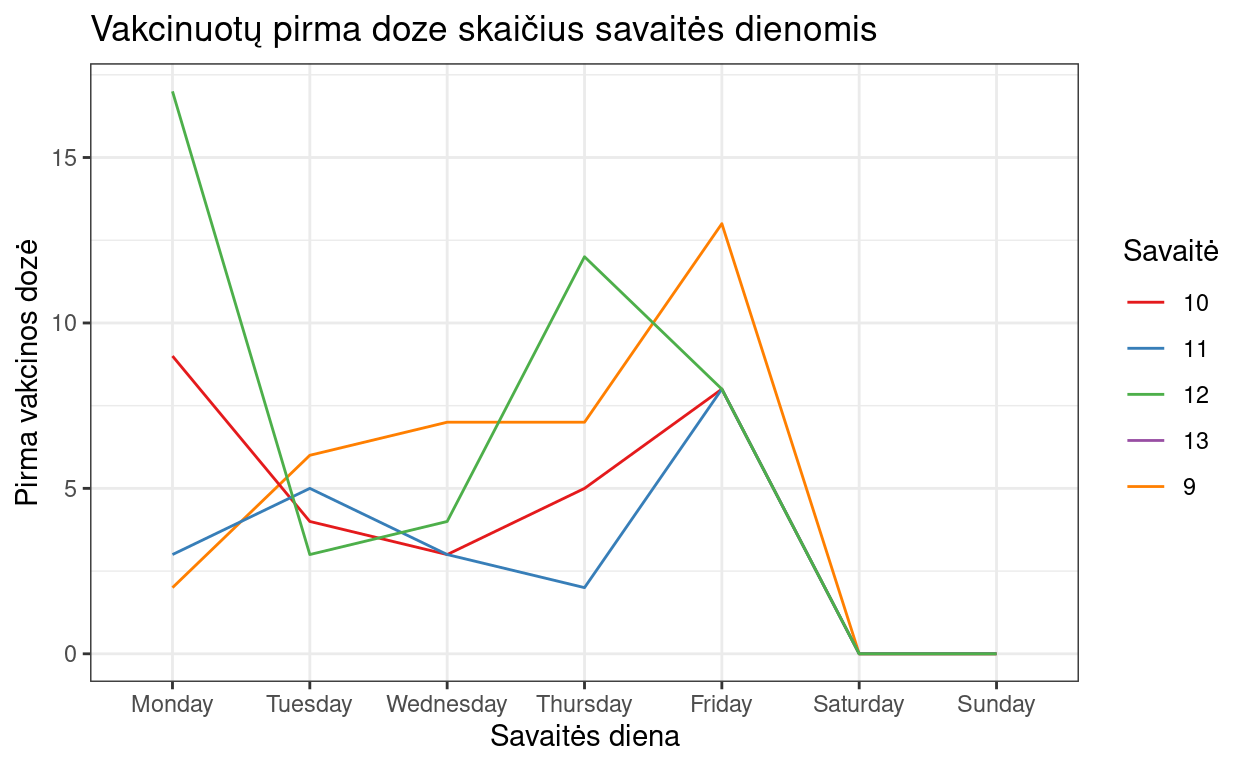 Vakcinuotų pirma doze skaičius savaitės dienomis
Pirma vakcinos dozė
15
10
5
0
Monday Tuesday Wednesday Thursday Friday Saturday Sunday
Savaitės diena
Savaitė
10
11
12
13
9